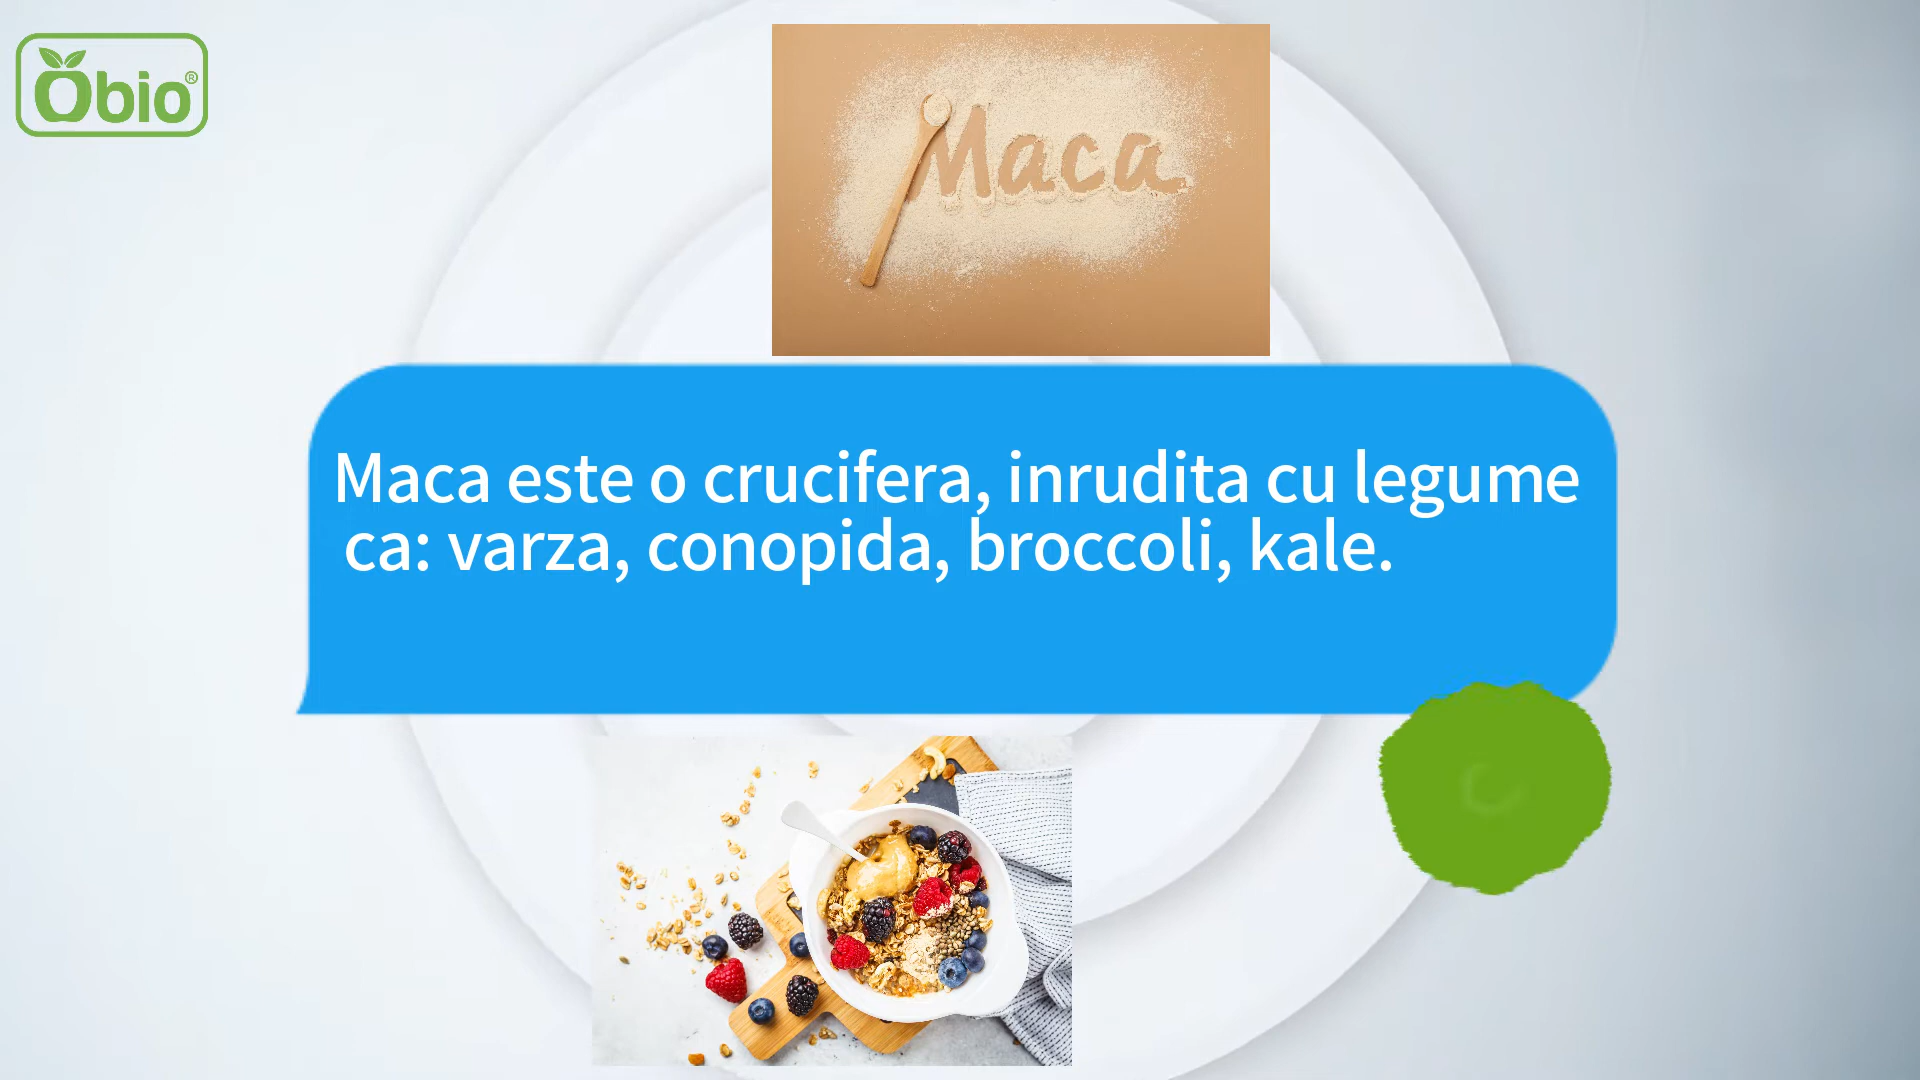 Obio®
Maca
Maca este o crucifera, inrudita cu legume
ca: varza, conopida, broccoli, kale.